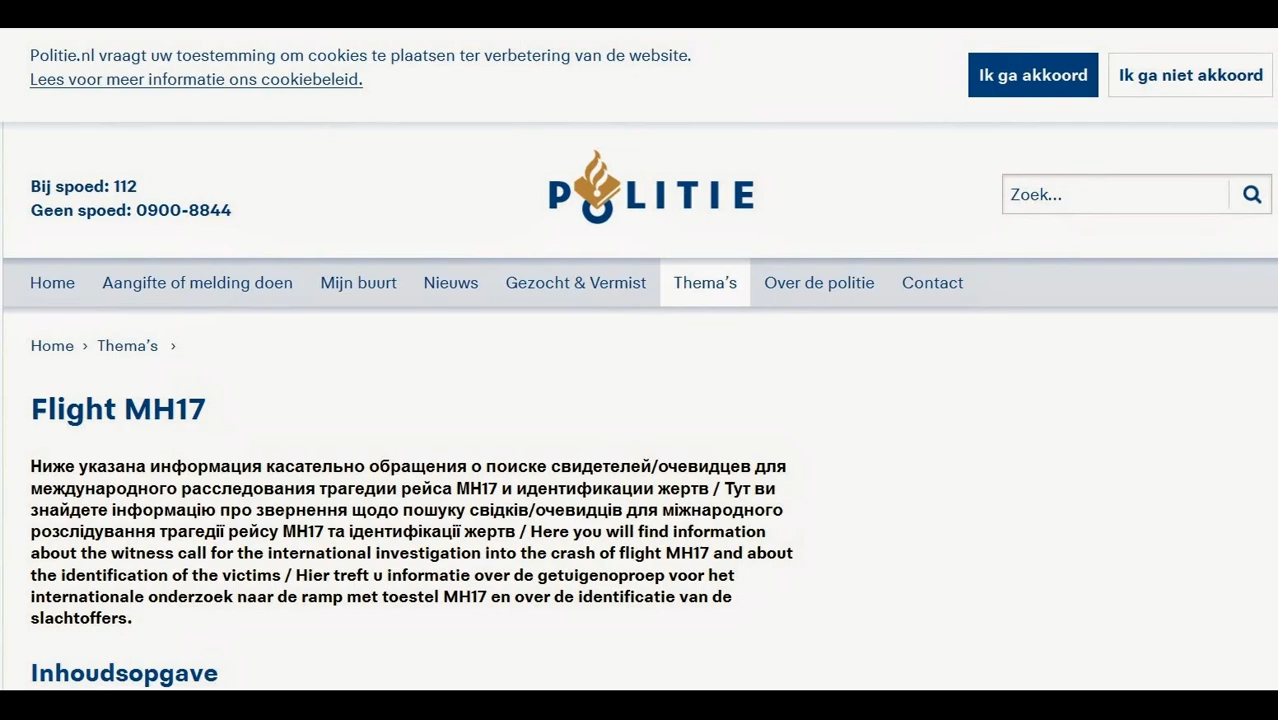 Politie.nl vraagt uw toestemming om cookies te plaatsen ter verbetering van de website.
Lees voor meer informatie ons cookiebeleid.
Ik ga akkoord
Ik ga niet akkoord
Bij spoed: 112
Geen spoed: 0900-8844
POLITIE
Zoek...
Home Aangifte of melding doen Mijn buurt Nieuws Gezocht & Vermist Thema's Over de politie Contact
Home › Thema's ›
Flight MH17
Ниже указана информация касательно обращения о поиске свидетелей/очевидцев для
международного расследования трагедии рейса MH17 и идентификации жертв / Тут ви
знайдете інформацію про звернення щодо пошуку свідків/очевидців для міжнародного
розслідування трагедії рейсу MH17 та ідентифікації жертв / Here you will find information
about the witness call for the international investigation into the crash of flight MH17 and about
the identification of the victims / Hier treft u informatie over de getuigenoproep voor het
internationale onderzoek naar de ramp met toestel MH17 en over de identificatie van de
slachtoffers.
Inhoudsopgave